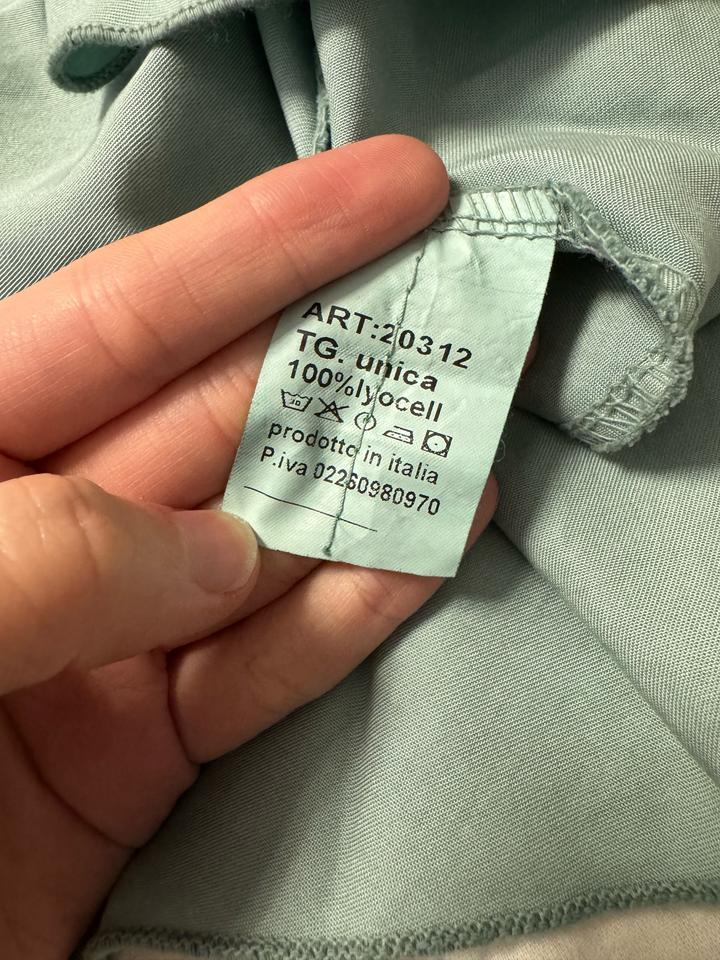 ART:20312
TG. unica
100%lyocell
prodotto in italia
P.iva 02260980970